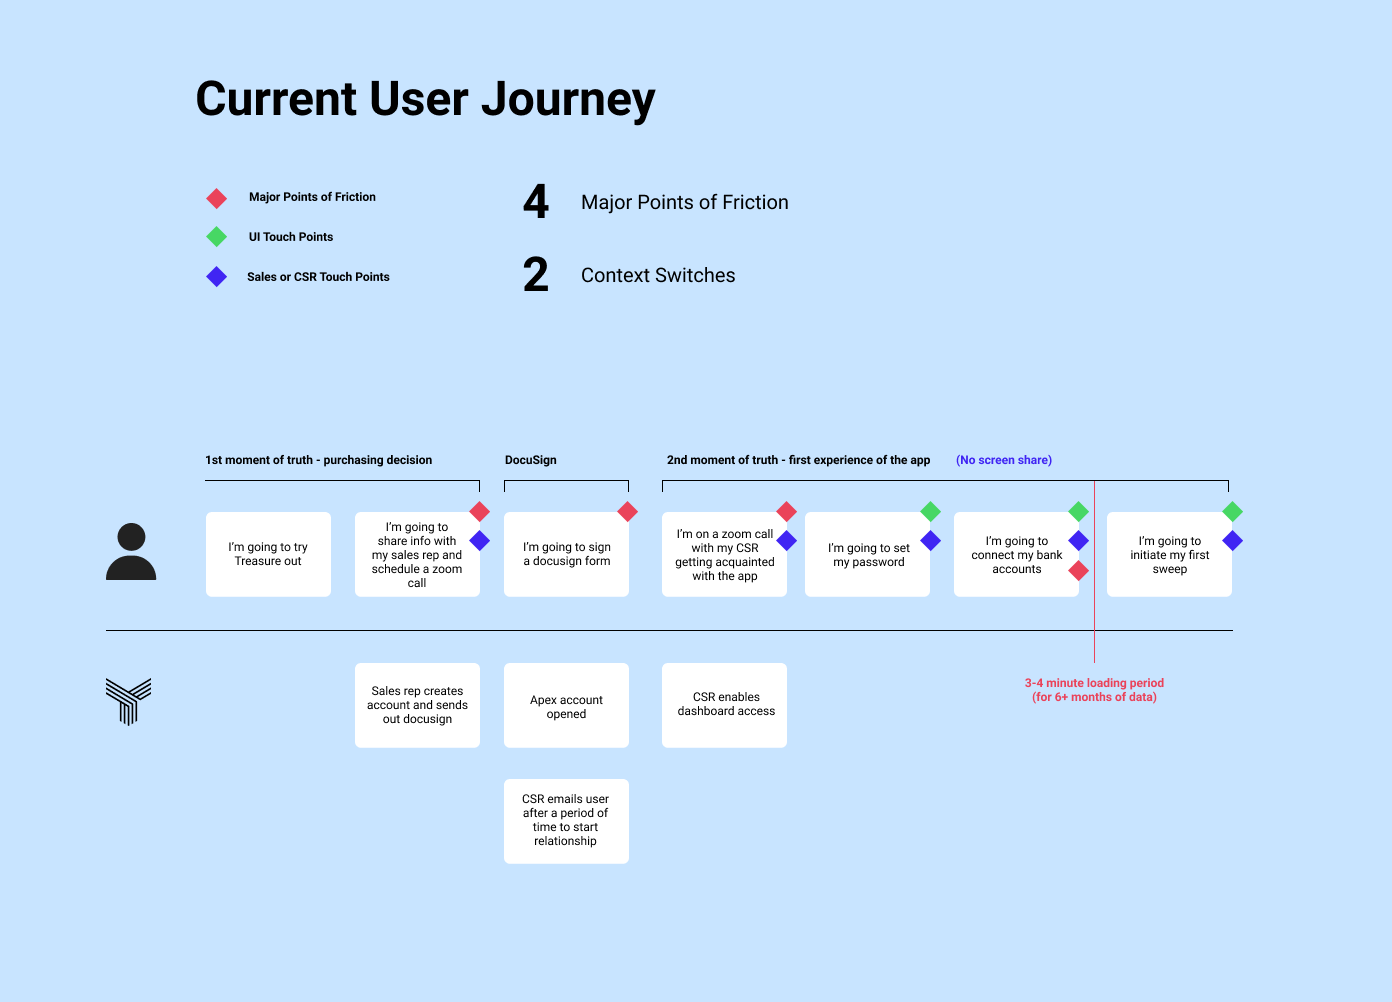 Current User Journey
Major Points of Friction
UI Touch Points
Sales or CSR Touch Points
4 Major Points of Friction
2 Context Switches
1st moment of truth - purchasing decision
DocuSign
2nd moment of truth - first experience of the app (No screen share)
I’m going to try
Treasure out
I’m going to
share info with
my sales rep and
schedule a zoom
call
I’m going to sign
a docusign form
I’m on a zoom call
with my CSR
getting acquainted
with the app
I’m going to set
my password
I’m going to
connect my bank
accounts
I’m going to
initiate my first
sweep
Sales rep creates
account and sends
out docusign
Apex account
opened
CSR enables
dashboard access
3-4 minute loading period
(for 6+ months of data)
CSR emails user
after a period of
time to start
relationship